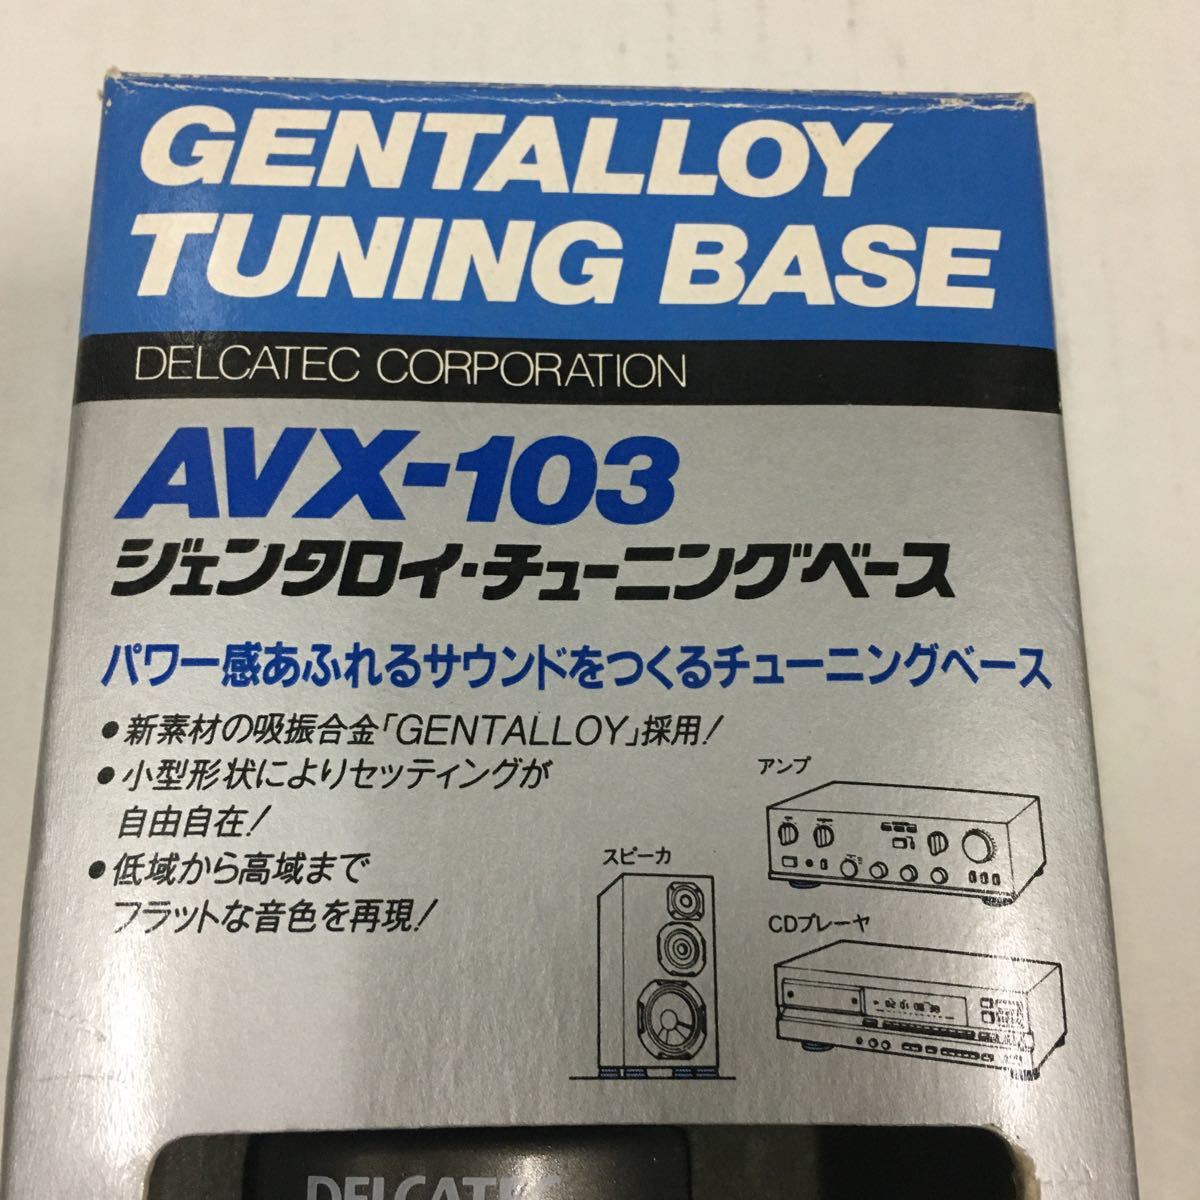 GENTALLOY
TUNING BASE
DELCATEC CORPORATION
AVX-103
ジェンタロイ・チューニングベース
パワー感あふれるサウンドをつくるチューニングベース
●新素材の吸振合金「GENTALLOY」採用!
●小型形状によりセッティングが
自由自在!
●低域から高域まで
フラットな音色を再現!
アンプ
スピーカ
CDプレーヤ
DELCATEC